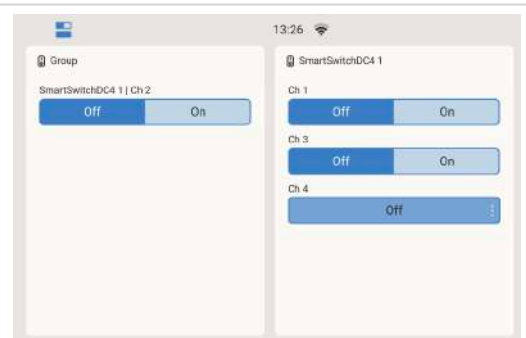 13:26
Group
SmartSwitchDC4 1 | Ch 2
Off On
SmartSwitchDC4 1
Ch 1
Off On
Ch 3
Off On
Ch 4
Off